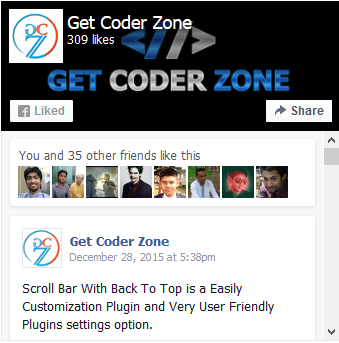 Get Coder Zone
309 likes
</>
GET CODER ZONE
Liked
Share
You and 35 other friends like this
Get Coder Zone
December 28, 2015 at 5:38pm
Scroll Bar With Back To Top is a Easily
Customization Plugin and Very User Friendly
Plugins settings option.